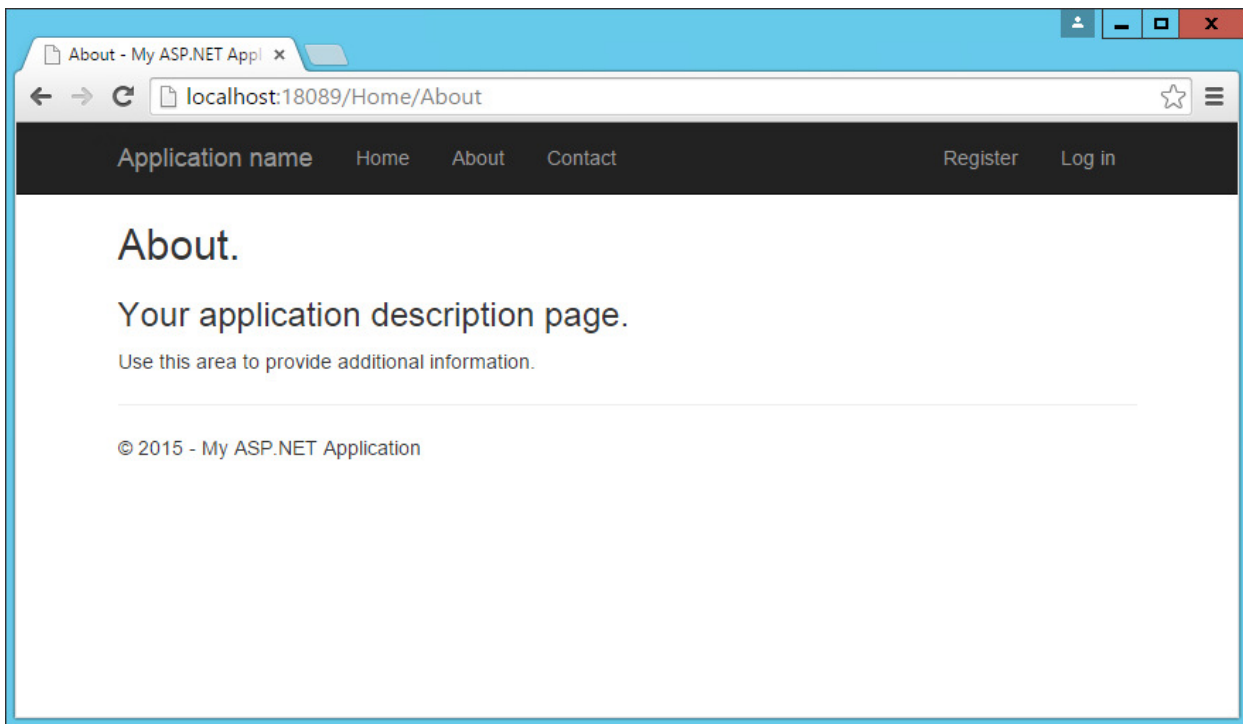 About - My ASP.NET Appl
localhost:18089/Home/About
Application name Home About Contact Register Log in
About.
Your application description page.
Use this area to provide additional information.
© 2015 - My ASP.NET Application